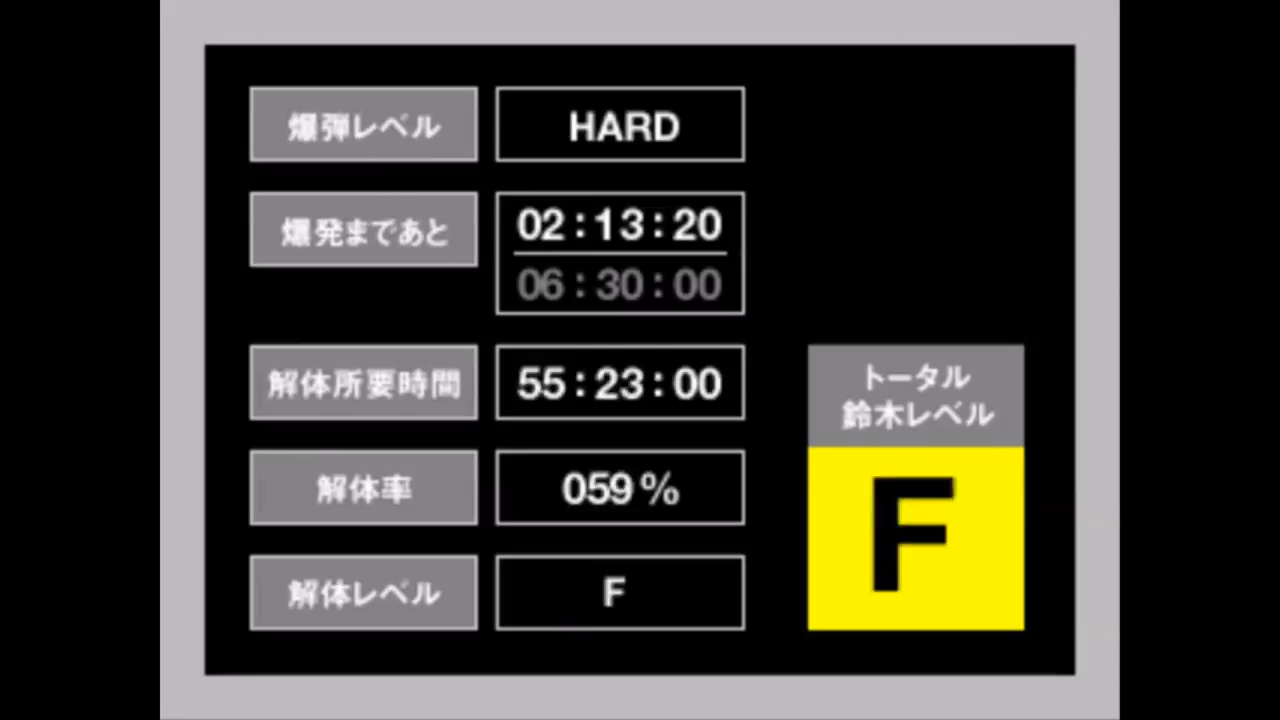 爆弾レベル
HARD
爆発まであと
02:13:20
06:30:00
解体所要時間
55:23:00
解体率
059%
解体レベル
F
トータル
鈴木レベル
F